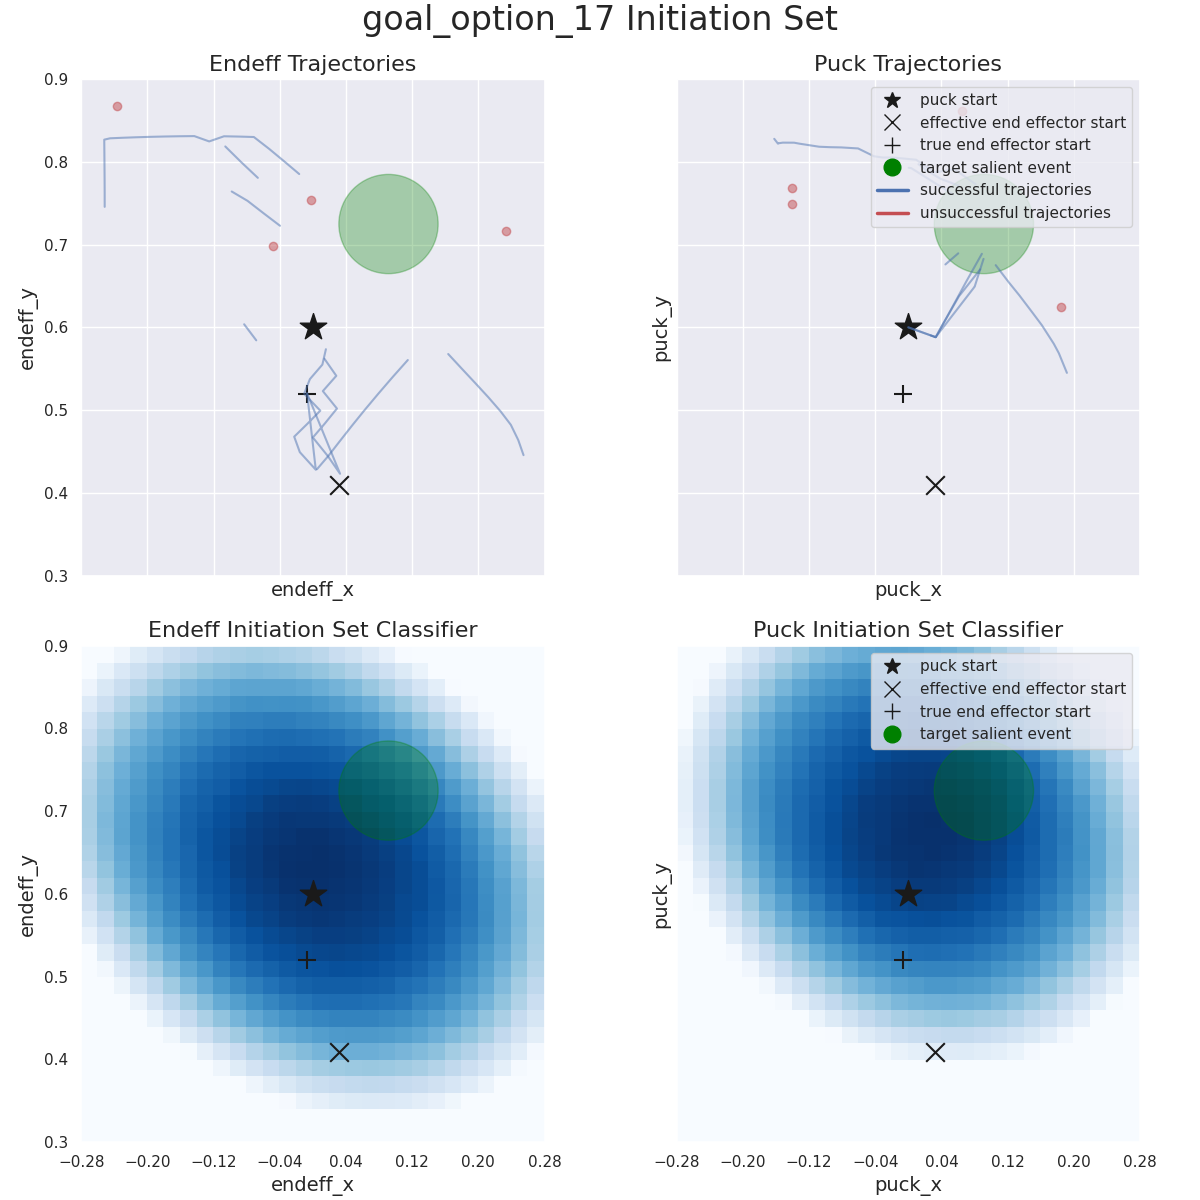 goal_option_17 Initiation Set
Endeff Trajectories
0.9
0.8
0.7
0.6
0.5
0.4
0.3
endeff_y
endeff_x
Puck Trajectories
puck start
effective end effector start
true end effector start
target salient event
successful trajectories
unsuccessful trajectories
puck_y
puck_x
Endeff Initiation Set Classifier
0.9
0.8
0.7
0.6
0.5
0.4
0.3
endeff_y
−0.28 −0.20 −0.12 −0.04 0.04 0.12 0.20 0.28
endeff_x
Puck Initiation Set Classifier
puck start
effective end effector start
true end effector start
target salient event
puck_y
−0.28 −0.20 −0.12 −0.04 0.04 0.12 0.20 0.28
puck_x